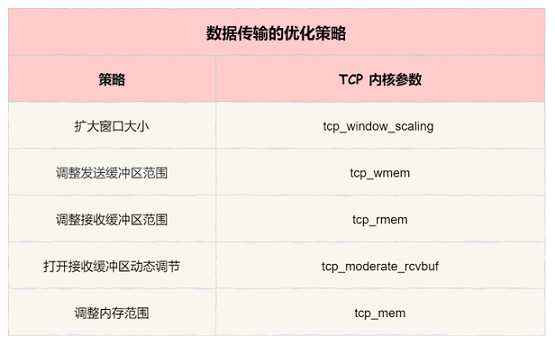 数据传输的优化策略
策略 TCP 内核参数
扩大窗口大小 tcp_window_scaling
调整发送缓冲区范围 tcp_wmem
调整接收缓冲区范围 tcp_rmem
打开接收缓冲区动态调节 tcp_moderate_rcvbuf
调整内存范围 tcp_mem